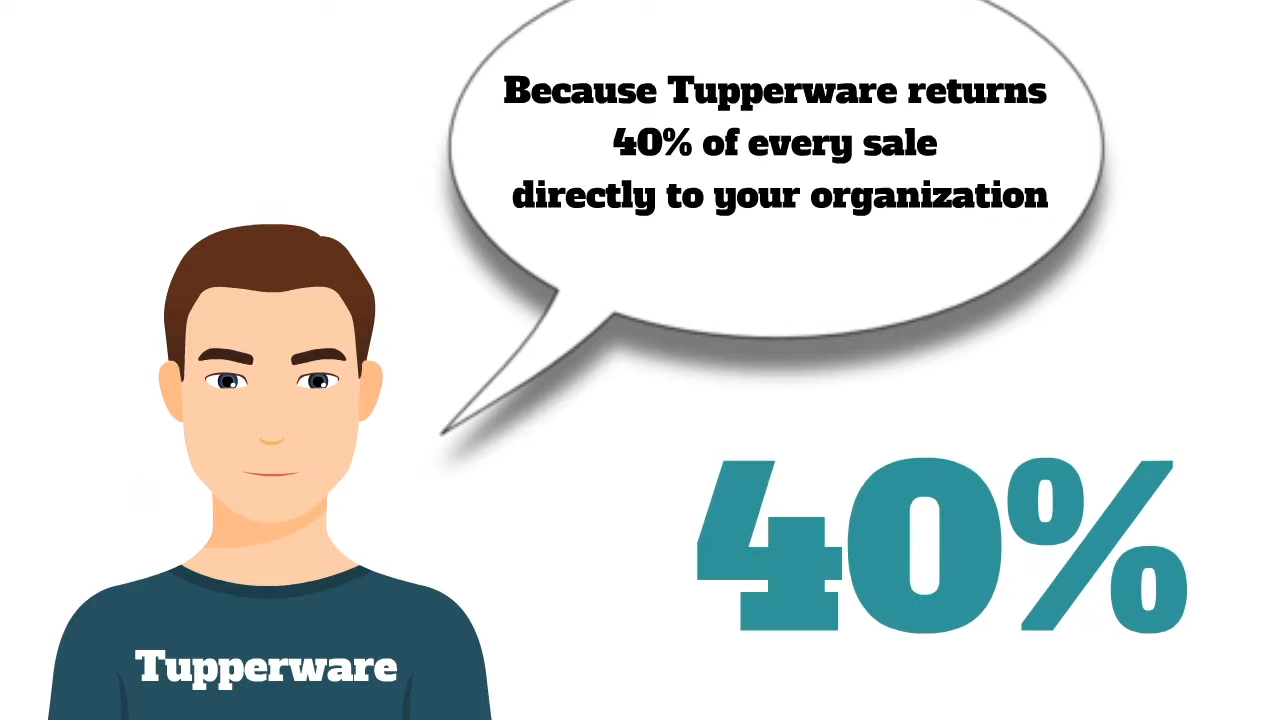 Because Tupperware returns
40% of every sale
directly to your organization
40%
Tupperware